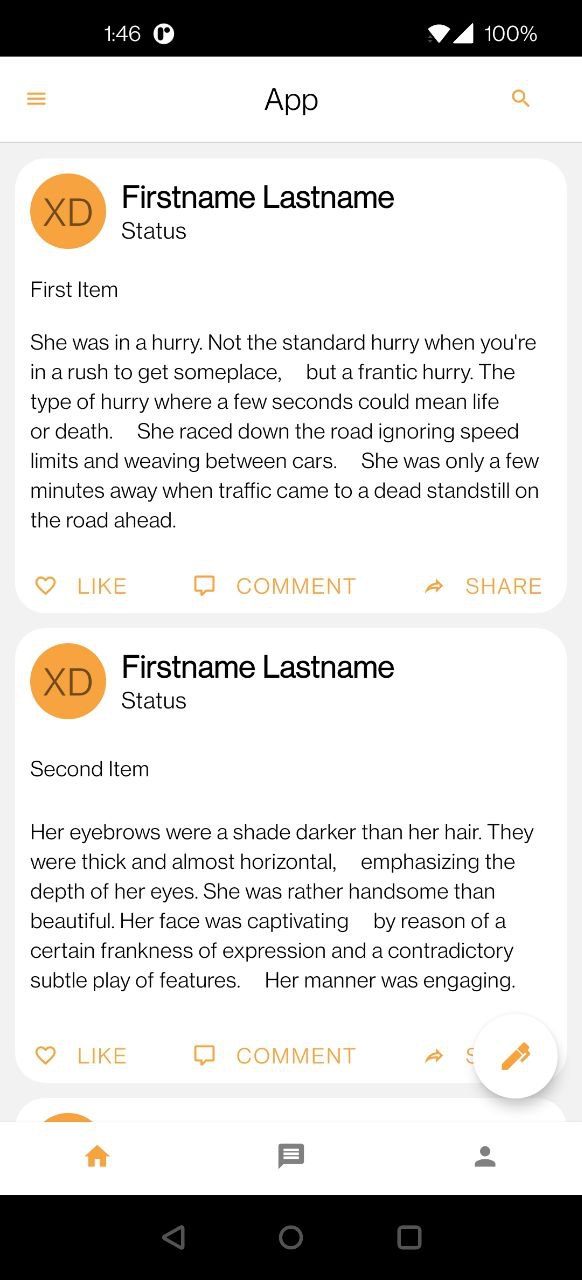 1:46 100%
App
XD
Firstname Lastname
Status
First Item
She was in a hurry. Not the standard hurry when you're
in a rush to get someplace, but a frantic hurry. The
type of hurry where a few seconds could mean life
or death. She raced down the road ignoring speed
limits and weaving between cars. She was only a few
minutes away when traffic came to a dead standstill on
the road ahead.
LIKE COMMENT SHARE
XD
Firstname Lastname
Status
Second Item
Her eyebrows were a shade darker than her hair. They
were thick and almost horizontal, emphasizing the
depth of her eyes. She was rather handsome than
beautiful. Her face was captivating by reason of a
certain frankness of expression and a contradictory
subtle play of features. Her manner was engaging.
LIKE COMMENT